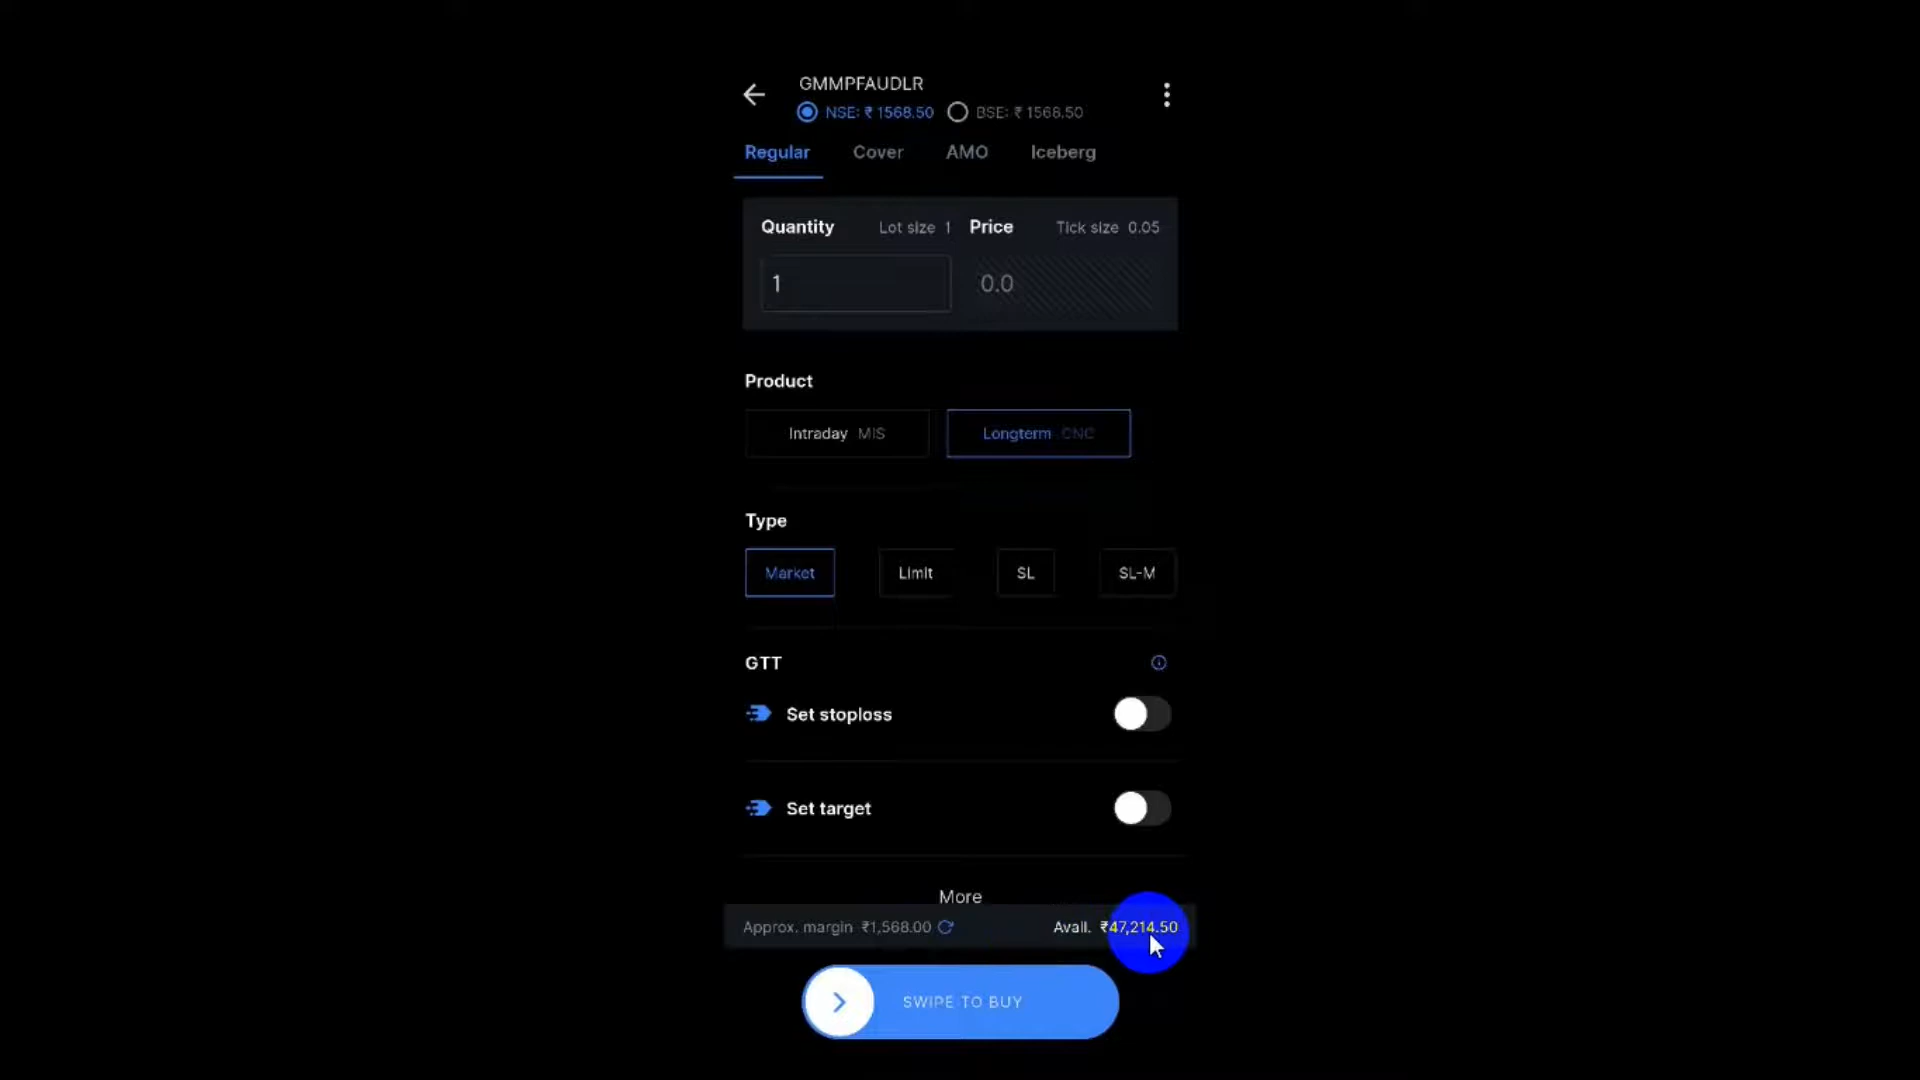 GMMPFAUDLR
NSE: ₹ 1568.50 BSE: ₹ 1568.50
Regular Cover AMO Iceberg
Quantity Lot size 1 Price Tick size 0.05
1 0.0
Product
Intraday MIS Longterm CNC
Type
Market Limit SL SL-M
GTT
Set stoploss
Set target
More
Approx. margin ₹1,568.00 Avail. ₹47,214.50
SWIPE TO BUY